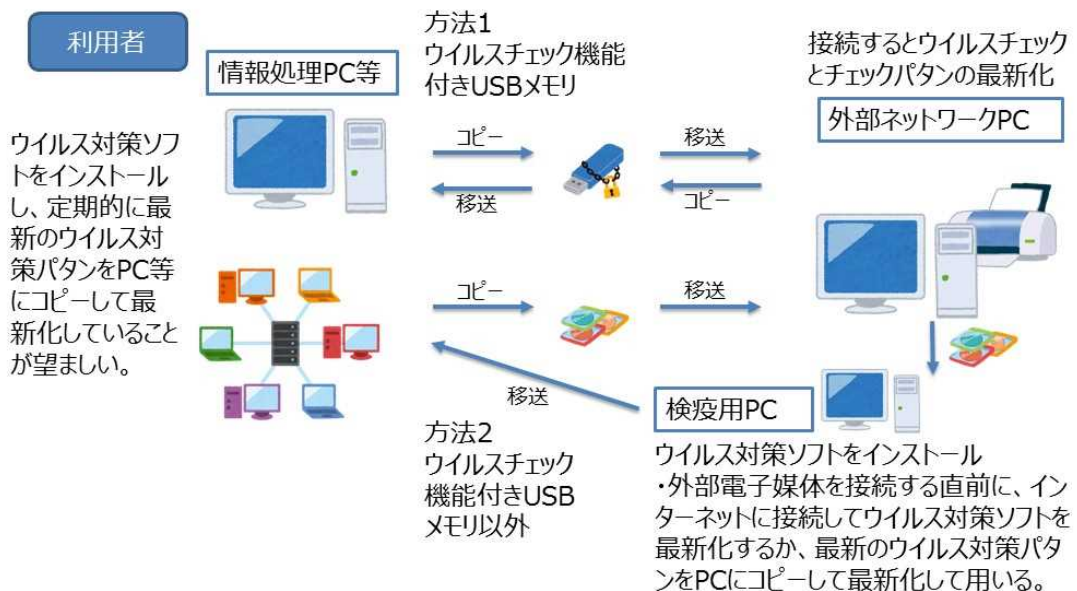 利用者
情報処理PC等
ウイルス対策ソフ
トをインストール
し、定期的に最
新のウイルス対
策パタンをPC等
にコピーして最
新化していること
が望ましい。
方法1
ウイルスチェック機能
付きUSBメモリ
コピー
移送
移送
コピー
接続するとウイルスチェック
とチェックパタンの最新化
外部ネットワークPC
コピー
移送
移送
方法2
ウイルスチェック
機能付きUSB
メモリ以外
検疫用PC
ウイルス対策ソフトをインストール
・外部電子媒体を接続する直前に、イン
ターネットに接続してウイルス対策ソフトを
最新化するか、最新のウイルス対策パタ
ンをPCにコピーして最新化して用いる。